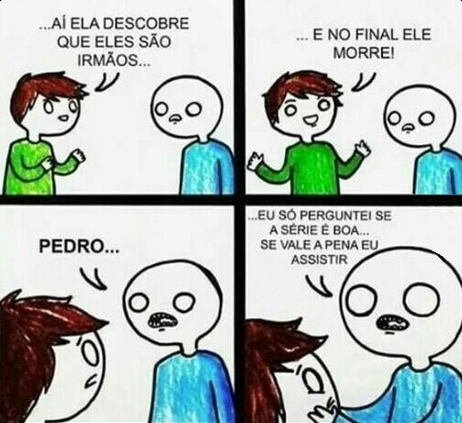 ...AÍ ELA DESCOBRE
QUE ELES SÃO
IRMÃOS...
... E NO FINAL ELE
MORRE!
PEDRO...
...EU SÓ PERGUNTEI SE
A SÉRIE É BOA...
SE VALE A PENA EU
ASSISTIR